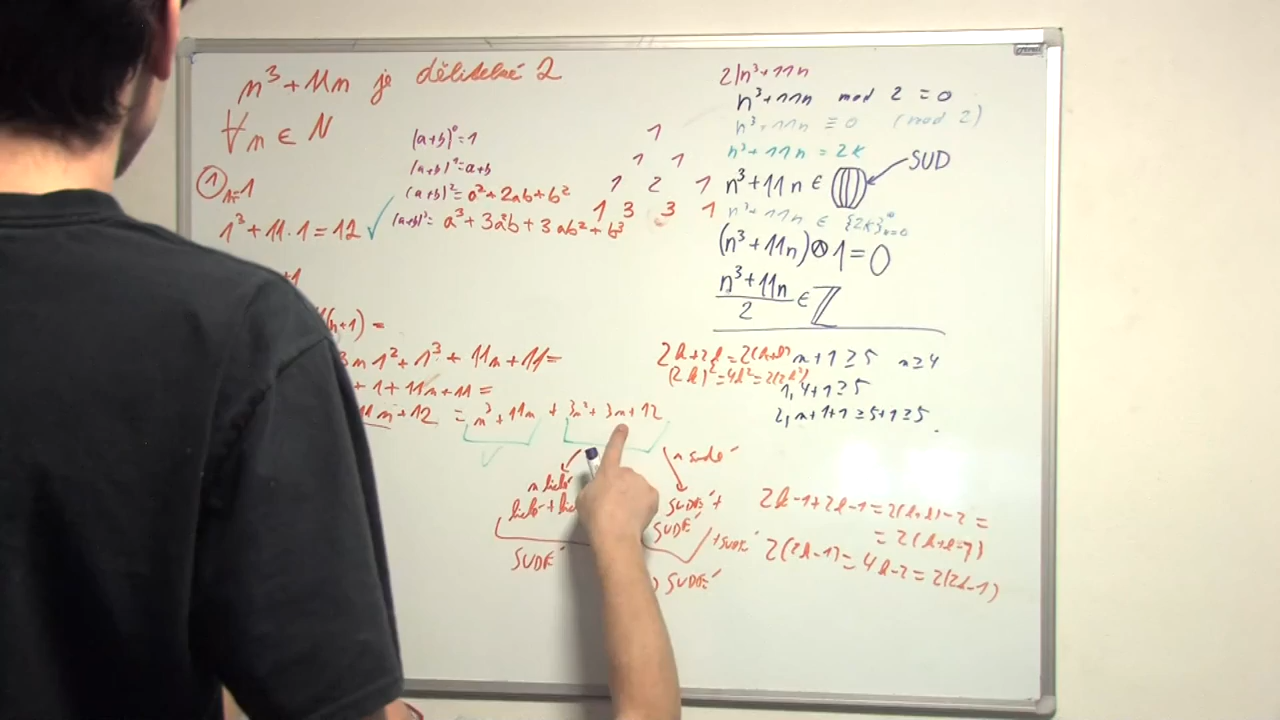 n³ + 11n je dělitelné 2
∀n ∈ N
① n=1
1³ + 11·1 = 12 ✓
+1
(n+1) =
3n1² + 1³ + 11n + 11 =
+ 1 + 11n + 11 =
11n + 12 = n³ + 11n + 3n² + 3n + 12
✓
n liché
liché + 
SUDÉ
n sudé
SUDÉ +
SUDÉ
+ SUDÉ
SUDÉ
(a+b)⁰ = 1
(a+b)¹ = a+b
(a+b)² = a² + 2ab + b²
(a+b)³ = a³ + 3a²b + 3ab² + b³
1
1 1
1 2 1
1 3 3 1
2|n³+11n
n³+11n mod 2 = 0
n³+11n ≡ 0 (mod 2)
n³+11n = 2k
n³+11n ∈ SUD
n³+11n ∈ {2k}
(n³+11n) ∧ 1 = 0
n³+11n
2
∈ ℤ
2k+2l = 2(k+l)
(2k)² = 4k² = 2(2k²)
n+1 ≥ 5 n ≥ 4
1, 4+1 ≥ 5
2, n+1+1 ≥ 5+1 ≥ 5
2k-1+2l-1 = 2(k+l)-2 =
= 2(k+l-1)
2(2k-1) = 4k-2 = 2(2k-1)